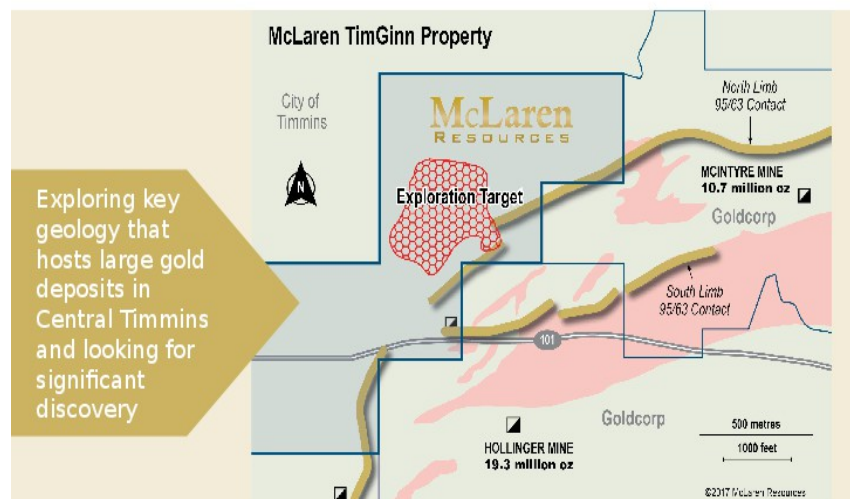 McLaren TimGinn Property
City of
Timmins
McLaren
RESOURCES
North Limb
95/63 Contact
N
Exploration Target
MCINTYRE MINE
10.7 million oz
Goldcorp
Exploring key
geology that
hosts large gold
deposits in
Central Timmins
and looking for
significant
discovery
South Limb
95/63 Contact
101
Goldcorp
HOLLINGER MINE
19.3 million oz
500 metres
1000 feet
©2017 McLaren Resources